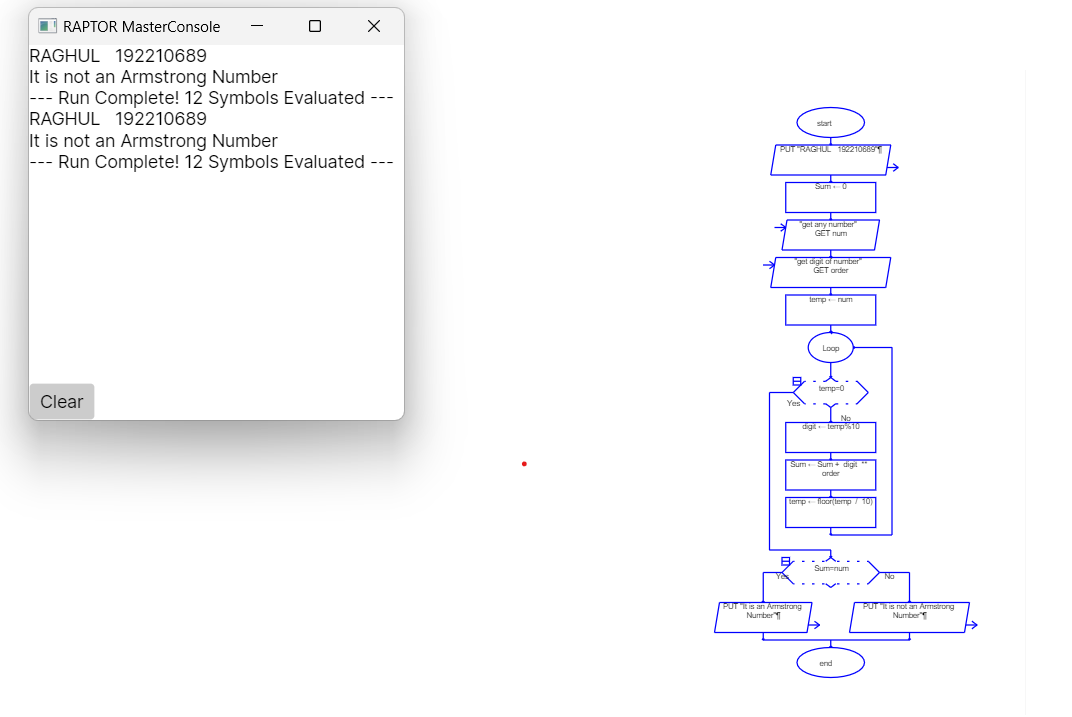 RAPTOR MasterConsole
RAGHUL   192210689
It is not an Armstrong Number
--- Run Complete! 12 Symbols Evaluated ---
RAGHUL   192210689
It is not an Armstrong Number
--- Run Complete! 12 Symbols Evaluated ---
Clear
start
PUT "RAGHUL   192210689"¶
Sum ← 0
"get any number"
GET num
"get digit of number"
GET order
temp ← num
Loop
temp=0
Yes
No
digit ← temp%10
Sum ← Sum + digit **
order
temp ← floor(temp / 10)
Sum=num
Yes
No
PUT "It is an Armstrong
Number"¶
PUT "It is not an Armstrong
Number"¶
end